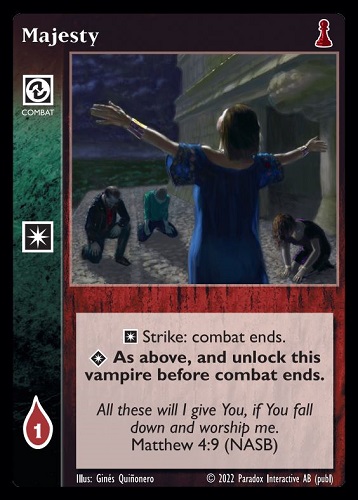 Majesty
COMBAT
Strike: combat ends.
As above, and unlock this
vampire before combat ends.
All these will I give You, if You fall
down and worship me.
Matthew 4:9 (NASB)
1
Illus: Ginés Quiñonero © 2022 Paradox Interactive AB (publ)